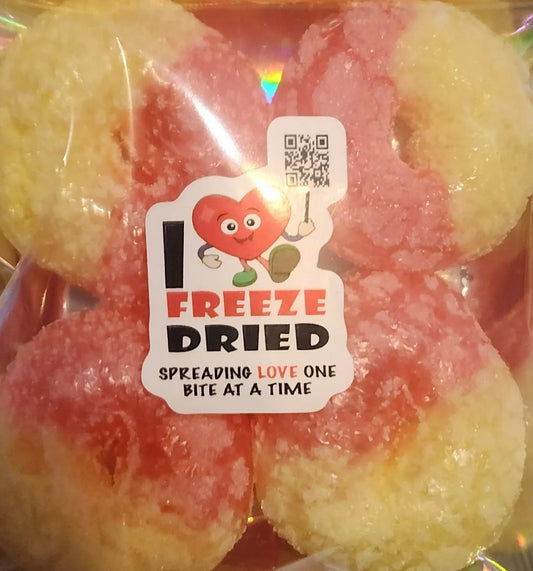 I
FREEZE
DRIED
SPREADING LOVE ONE
BITE AT A TIME